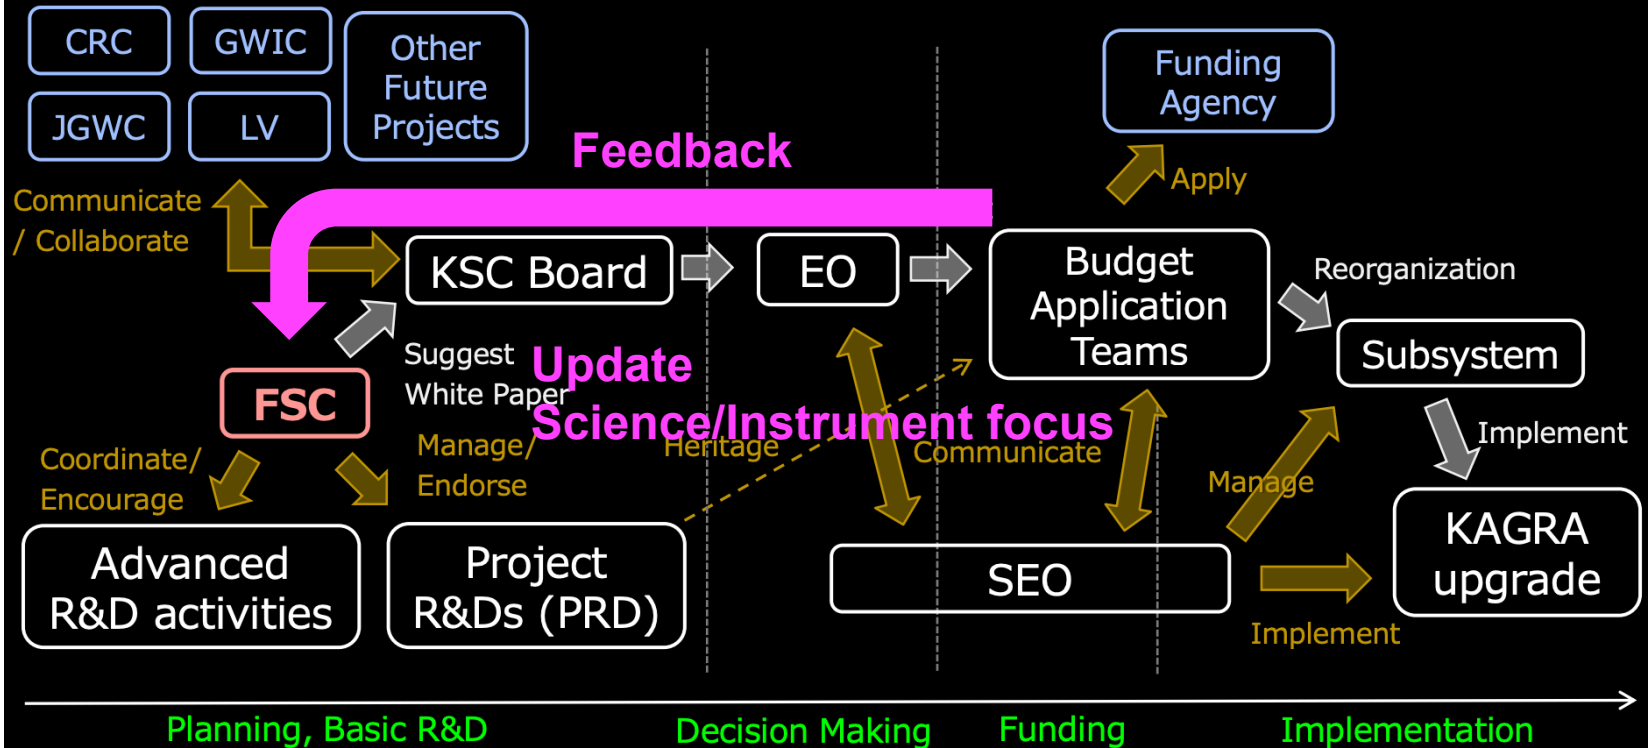 CRC
GWIC
Other
Future
Projects
JGWC
LV
Funding
Agency
Feedback
Communicate
/ Collaborate
Apply
KSC Board
EO
Budget
Application
Teams
Reorganization
Subsystem
Suggest
White Paper
Update
Science/Instrument focus
FSC
Coordinate/
Encourage
Manage/
Endorse
Heritage
Communicate
Manage
Implement
Advanced
R&D activities
Project
R&Ds (PRD)
SEO
KAGRA
upgrade
Implement
Planning, Basic R&D
Decision Making
Funding
Implementation